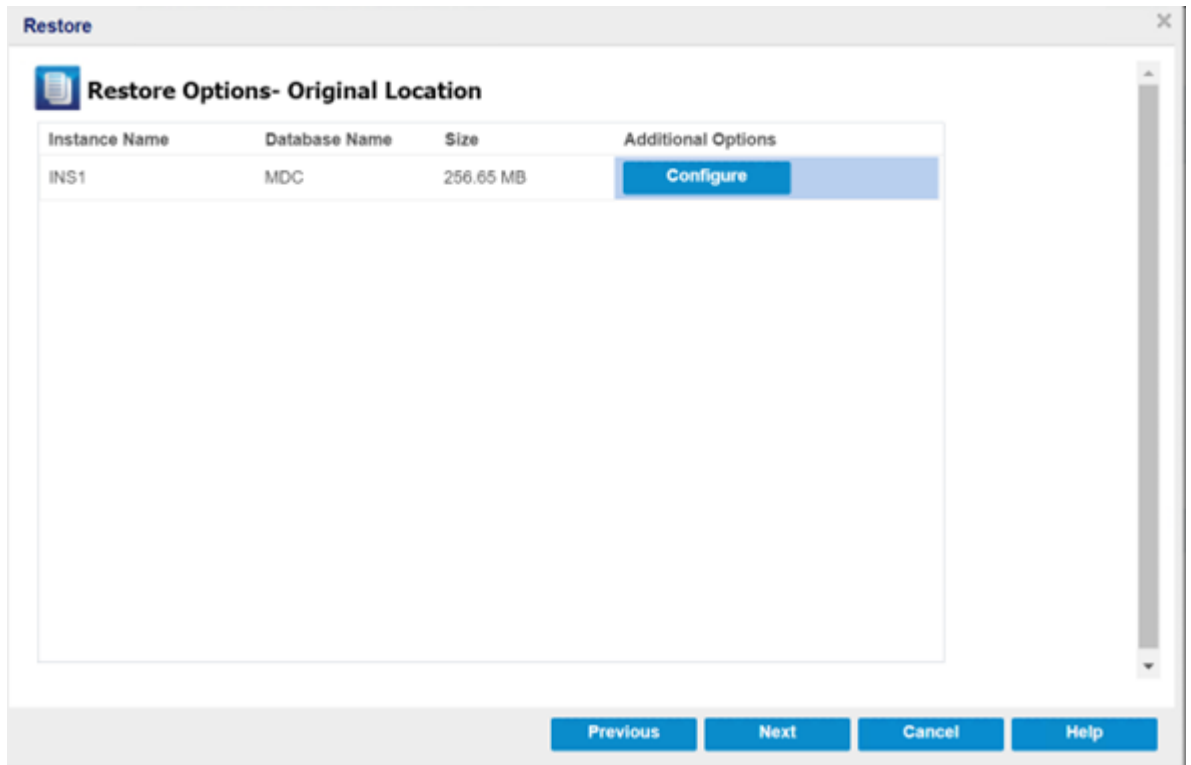 Restore
Restore Options- Original Location
Instance Name Database Name Size Additional Options
INS1 MDC 256.65 MB Configure
Previous Next Cancel Help